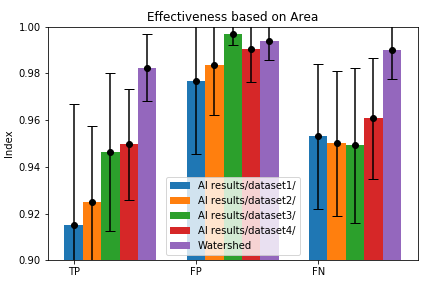 Effectiveness based on Area
Index
1.00
0.98
0.96
0.94
0.92
0.90
TP
FP
FN
AI results/dataset1/
AI results/dataset2/
AI results/dataset3/
AI results/dataset4/
Watershed